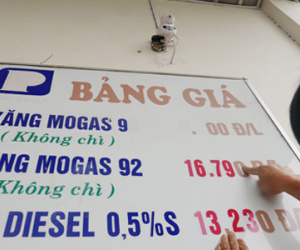 BẢNG GIÁ
XĂNG MOGAS 9 . 00 Đ/L
(Không chì)
NG MOGAS 92 16.790 Đ/L
(Không chì)
DIESEL 0,5%S 13,230 Đ